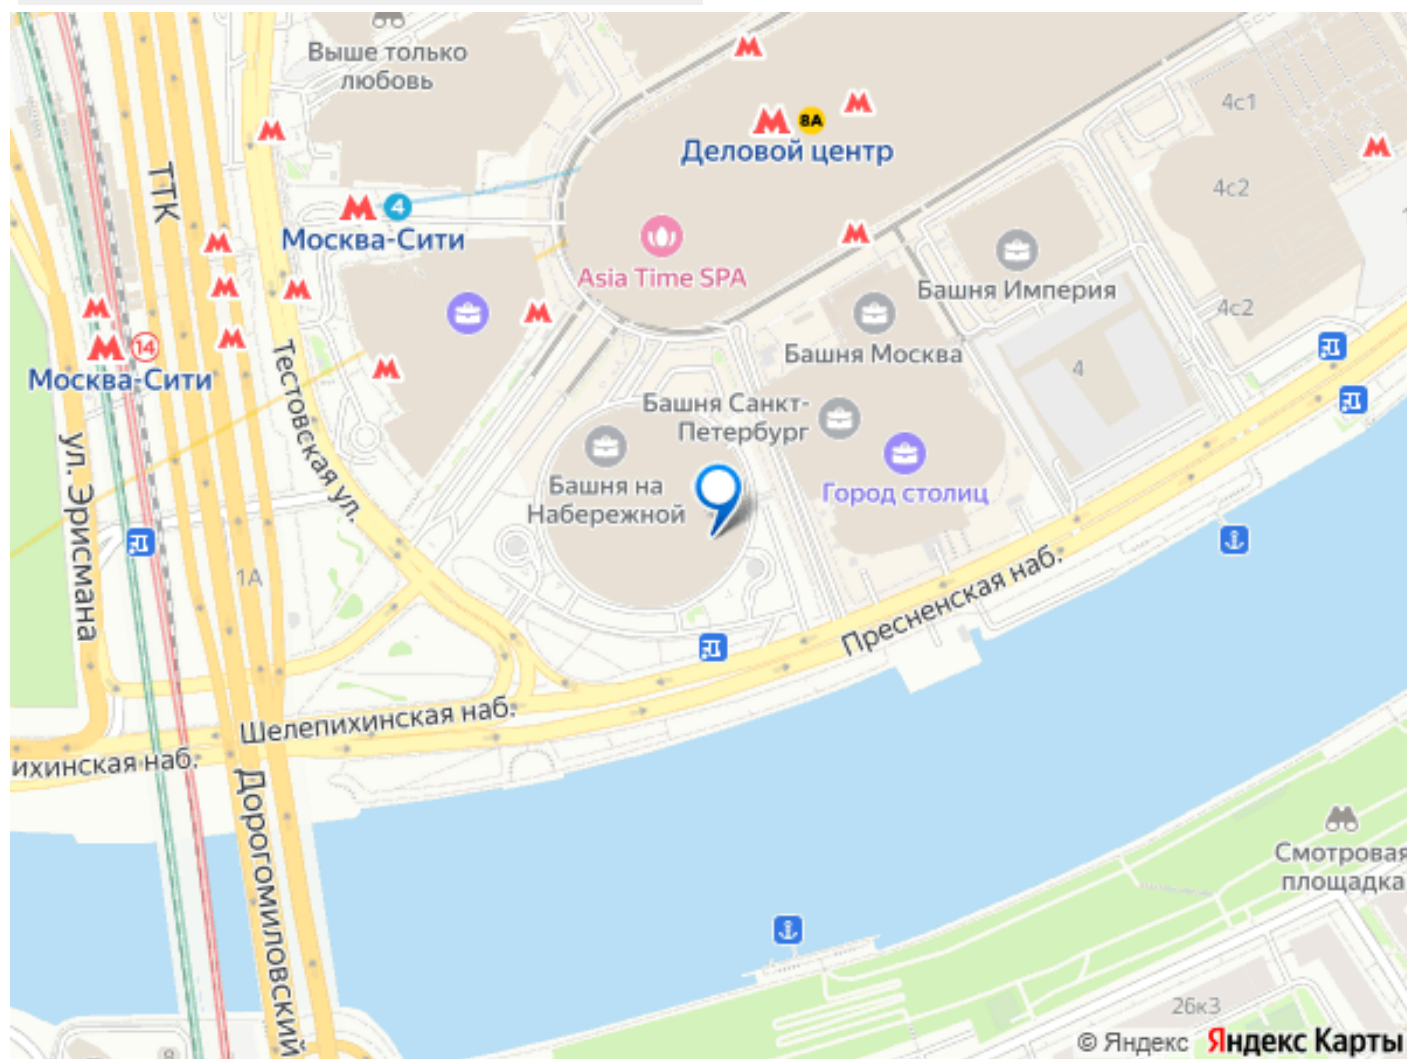 Выше только
любовь
8А
Деловой центр
4с1
4с2
ТТК
4
Москва-Сити
Asia Time SPA
Башня Империя
4с2
14
Москва-Сити
Башня Москва
4
Тестовская ул.
Башня Санкт-
Петербург
ул. Эрисмана
Башня на
Набережной
Город столиц
1А
Пресненская наб.
Шелепихинская наб.
ихинская наб.
Дорогомиловский
Смотровая
площадка
26к3
© Яндекс Яндекс Карты